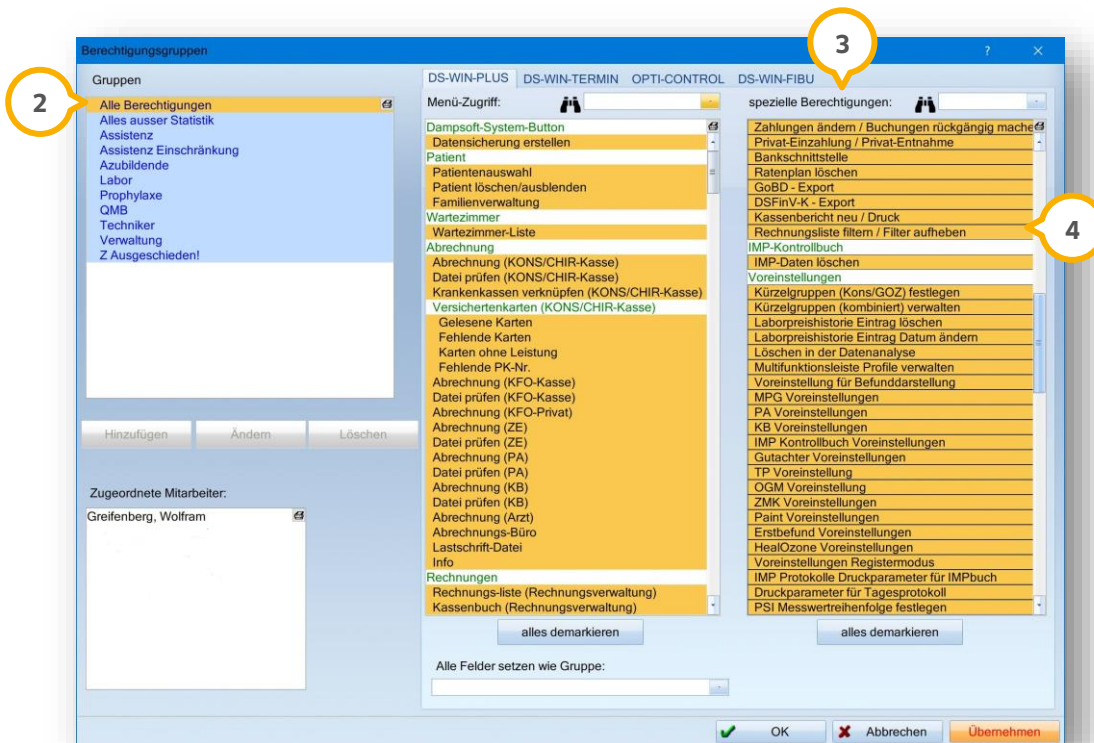 Berechtigungsgruppen
?
×
3
Gruppen
2
Alle Berechtigungen
Alles ausser Statistik
Assistenz
Assistenz Einschränkung
Azubildende
Labor
Prophylaxe
QMB
Techniker
Verwaltung
Z Ausgeschieden!
Hinzufügen Ändern Löschen
Zugeordnete Mitarbeiter:
Greifenberg, Wolfram
DS-WIN-PLUS DS-WIN-TERMIN OPTI-CONTROL DS-WIN-FIBU
Menü-Zugriff:
Dampsoft-System-Button
Datensicherung erstellen
Patient
Patientenauswahl
Patient löschen/ausblenden
Familienverwaltung
Wartezimmer
Wartezimmer-Liste
Abrechnung
Abrechnung (KONS/CHIR-Kasse)
Datei prüfen (KONS/CHIR-Kasse)
Krankenkassen verknüpfen (KONS/CHIR-Kasse)
Versichertenkarten (KONS/CHIR-Kasse)
Gelesene Karten
Fehlende Karten
Karten ohne Leistung
Fehlende PK-Nr.
Abrechnung (KFO-Kasse)
Datei prüfen (KFO-Kasse)
Abrechnung (KFO-Privat)
Abrechnung (ZE)
Datei prüfen (ZE)
Abrechnung (PA)
Datei prüfen (PA)
Abrechnung (KB)
Datei prüfen (KB)
Abrechnung (Arzt)
Abrechnungs-Büro
Lastschrift-Datei
Info
Rechnungen
Rechnungs-liste (Rechnungsverwaltung)
Kassenbuch (Rechnungsverwaltung)
alles demarkieren
spezielle Berechtigungen:
Zahlungen ändern / Buchungen rückgängig mache
Privat-Einzahlung / Privat-Entnahme
Bankschnittstelle
Ratenplan löschen
GoBD - Export
DSFinV-K - Export
Kassenbericht neu / Druck
Rechnungsliste filtern / Filter aufheben
4
IMP-Kontrollbuch
IMP-Daten löschen
Voreinstellungen
Kürzelgruppen (Kons/GOZ) festlegen
Kürzelgruppen (kombiniert) verwalten
Laborpreishistorie Eintrag löschen
Laborpreishistorie Eintrag Datum ändern
Löschen in der Datenanalyse
Multifunktionsleiste Profile verwalten
Voreinstellung für Befunddarstellung
MPG Voreinstellungen
PA Voreinstellungen
KB Voreinstellungen
IMP Kontrollbuch Voreinstellungen
Gutachter Voreinstellungen
TP Voreinstellung
OGM Voreinstellung
ZMK Voreinstellungen
Paint Voreinstellungen
Erstbefund Voreinstellungen
HealOzone Voreinstellungen
Voreinstellungen Registermodus
IMP Protokolle Druckparameter für IMPbuch
Druckparameter für Tagesprotokoll
PSI Messwertreihenfolge festlegen
alles demarkieren
Alle Felder setzen wie Gruppe:
OK Abbrechen Übernehmen